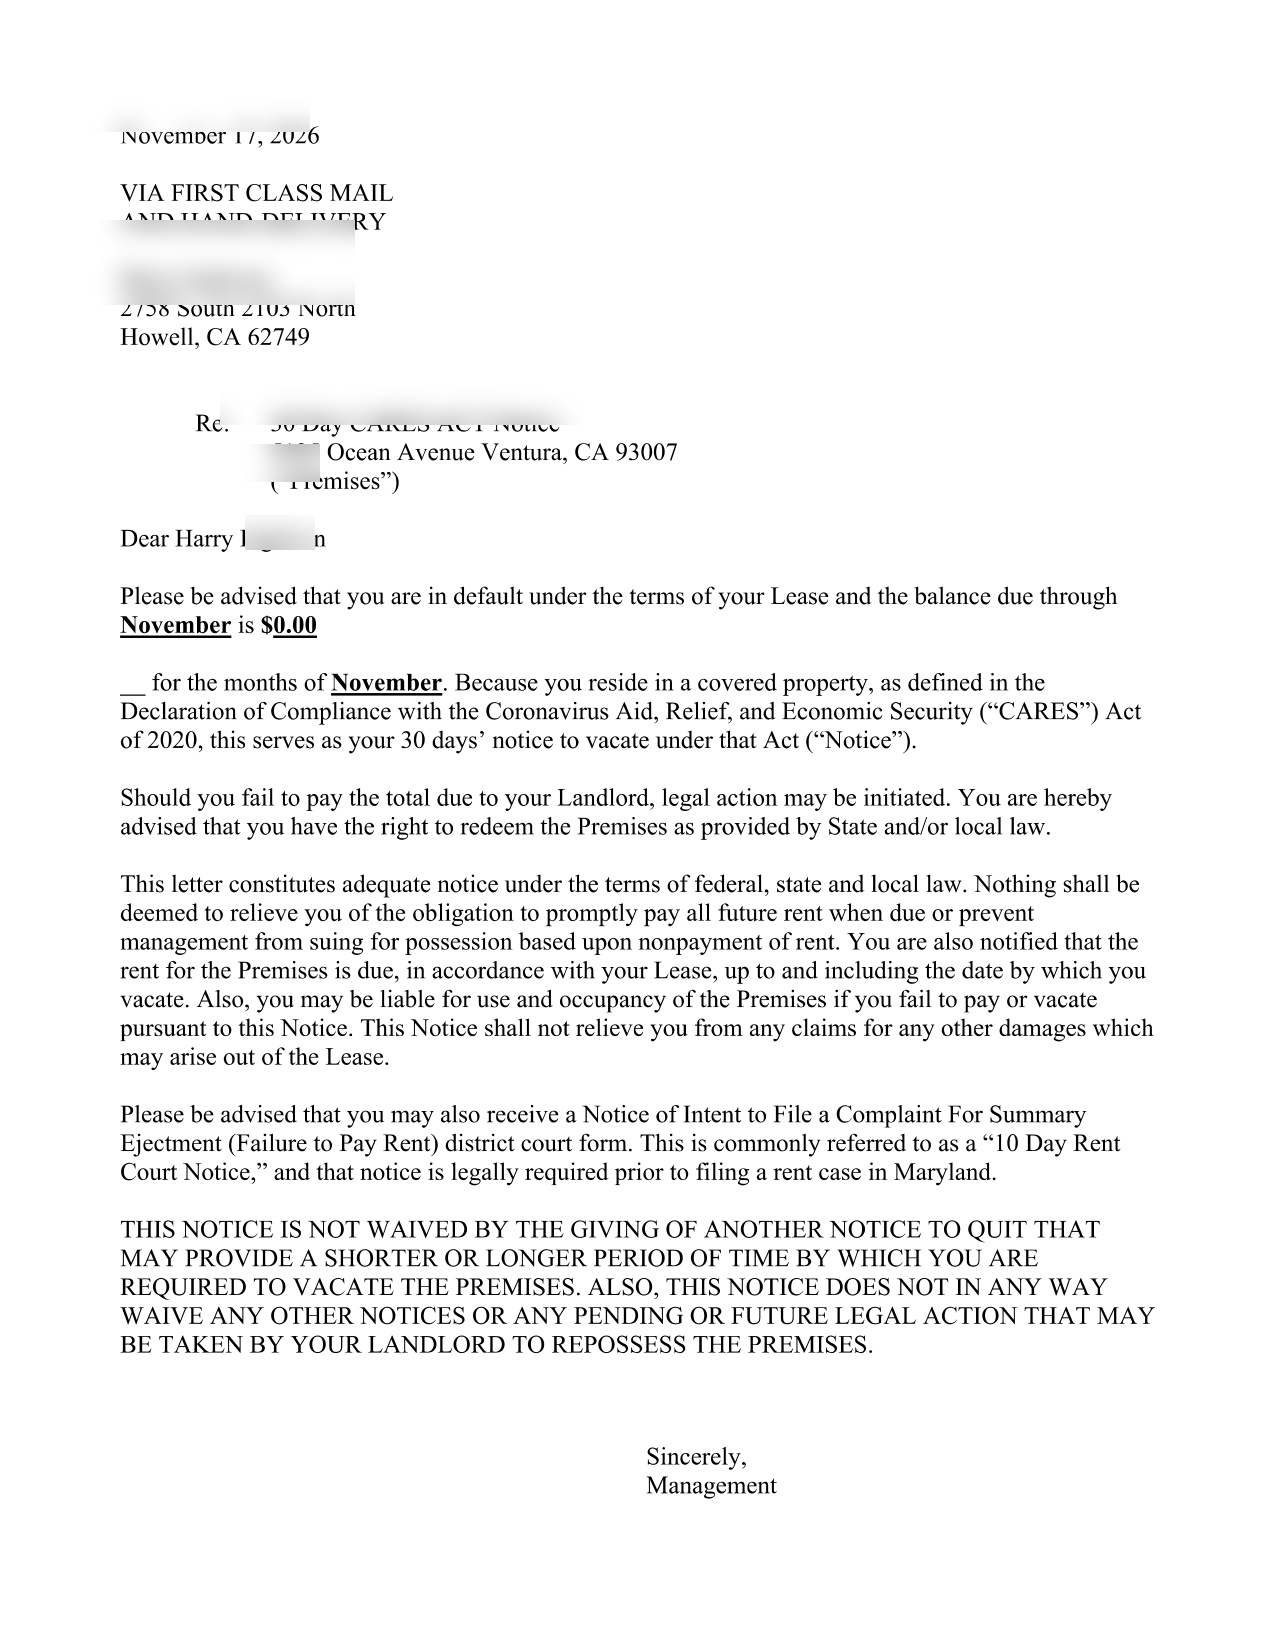 November 17, 2026
VIA FIRST CLASS MAIL
AND HAND-DELIVERY
2758 South 2103 North
Howell, CA 62749
Re: 30 Day CARES ACT Notice
Ocean Avenue Ventura, CA 93007
("Premises”)
Dear Harry
Please be advised that you are in default under the terms of your Lease and the balance due through
November is $0.00
__ for the months of November. Because you reside in a covered property, as defined in the
Declaration of Compliance with the Coronavirus Aid, Relief, and Economic Security (“CARES”) Act
of 2020, this serves as your 30 days’ notice to vacate under that Act (“Notice”).
Should you fail to pay the total due to your Landlord, legal action may be initiated. You are hereby
advised that you have the right to redeem the Premises as provided by State and/or local law.
This letter constitutes adequate notice under the terms of federal, state and local law. Nothing shall be
deemed to relieve you of the obligation to promptly pay all future rent when due or prevent
management from suing for possession based upon nonpayment of rent. You are also notified that the
rent for the Premises is due, in accordance with your Lease, up to and including the date by which you
vacate. Also, you may be liable for use and occupancy of the Premises if you fail to pay or vacate
pursuant to this Notice. This Notice shall not relieve you from any claims for any other damages which
may arise out of the Lease.
Please be advised that you may also receive a Notice of Intent to File a Complaint For Summary
Ejectment (Failure to Pay Rent) district court form. This is commonly referred to as a “10 Day Rent
Court Notice,” and that notice is legally required prior to filing a rent case in Maryland.
THIS NOTICE IS NOT WAIVED BY THE GIVING OF ANOTHER NOTICE TO QUIT THAT
MAY PROVIDE A SHORTER OR LONGER PERIOD OF TIME BY WHICH YOU ARE
REQUIRED TO VACATE THE PREMISES. ALSO, THIS NOTICE DOES NOT IN ANY WAY
WAIVE ANY OTHER NOTICES OR ANY PENDING OR FUTURE LEGAL ACTION THAT MAY
BE TAKEN BY YOUR LANDLORD TO REPOSSESS THE PREMISES.
Sincerely,
Management